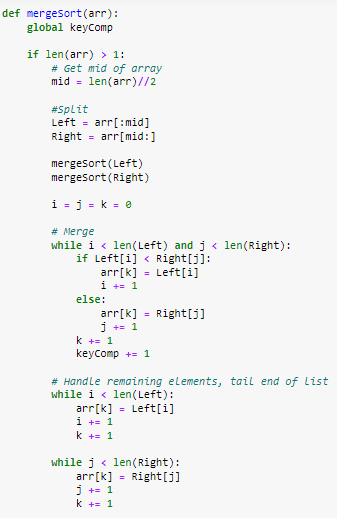 def mergeSort(arr):
    global keyComp

    if len(arr) > 1:
        # Get mid of array
        mid = len(arr)//2

        #Split
        Left = arr[:mid]
        Right = arr[mid:]

        mergeSort(Left)
        mergeSort(Right)

        i = j = k = 0

        # Merge
        while i < len(Left) and j < len(Right):
            if Left[i] < Right[j]:
                arr[k] = Left[i]
                i += 1
            else:
                arr[k] = Right[j]
                j += 1
            k += 1
            keyComp += 1

        # Handle remaining elements, tail end of list
        while i < len(Left):
            arr[k] = Left[i]
            i += 1
            k += 1

        while j < len(Right):
            arr[k] = Right[j]
            j += 1
            k += 1